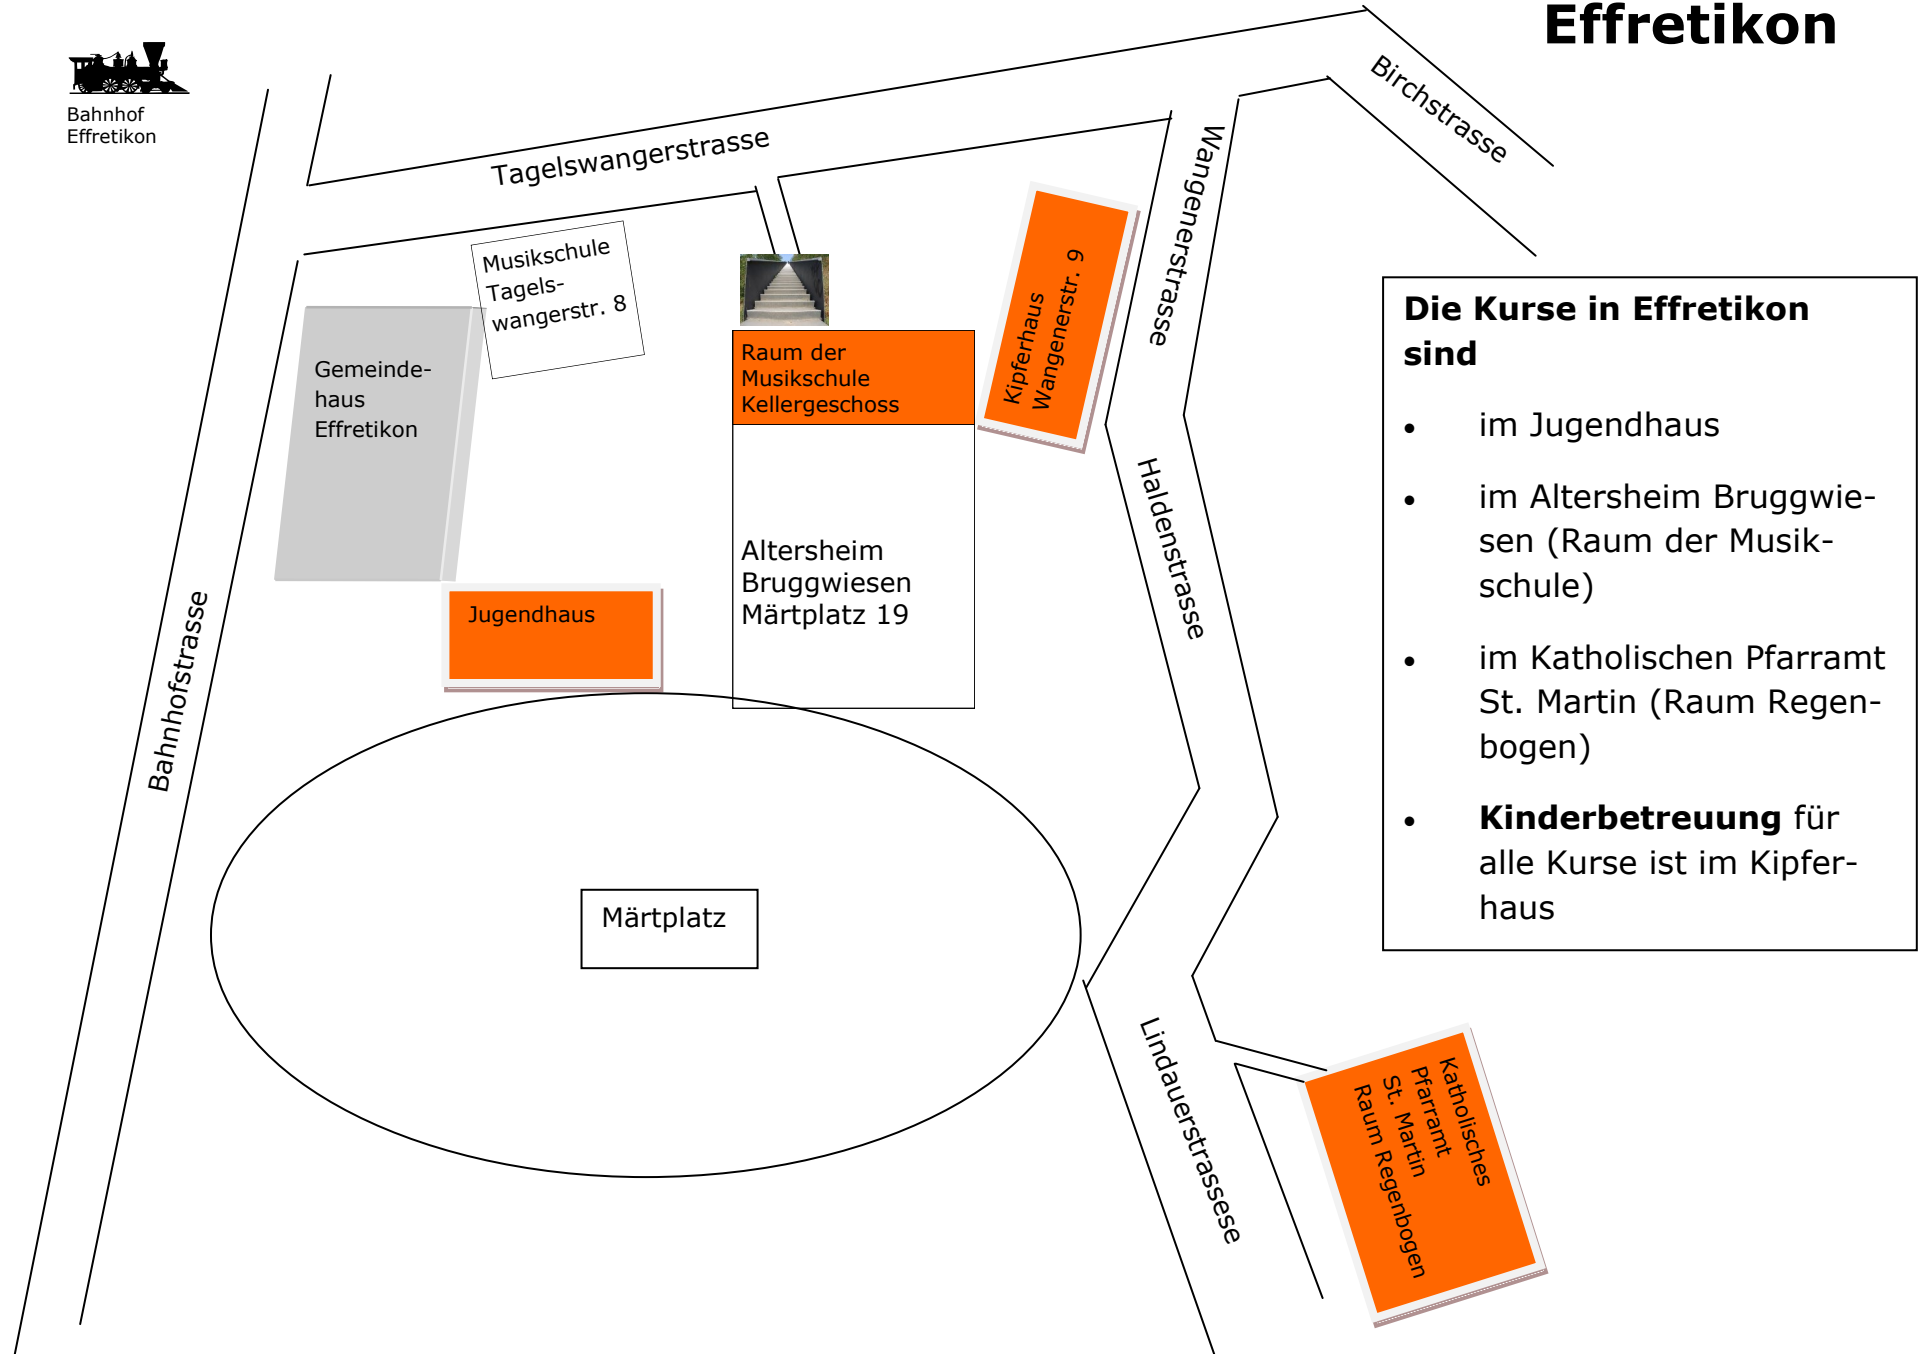 Effretikon
Bahnhof
Effretikon
Birchstrasse
Tagelswangerstrasse
Wangenerstrasse
Musikschule
Tagels-
wangerstr. 8
Kipferhaus
Wangenerstr. 9
Raum der
Musikschule
Kellergeschoss
Gemeinde-
haus
Effretikon
Die Kurse in Effretikon
sind
• im Jugendhaus
• im Altersheim Bruggwie-
sen (Raum der Musik-
schule)
• im Katholischen Pfarramt
St. Martin (Raum Regen-
bogen)
• Kinderbetreuung für
alle Kurse ist im Kipfer-
haus
Haldenstrasse
Altersheim
Bruggwiesen
Märtplatz 19
Jugendhaus
Bahnhofstrasse
Märtplatz
Lindauerstrassese
Katholisches
Pfarramt
St. Martin
Raum Regenbogen